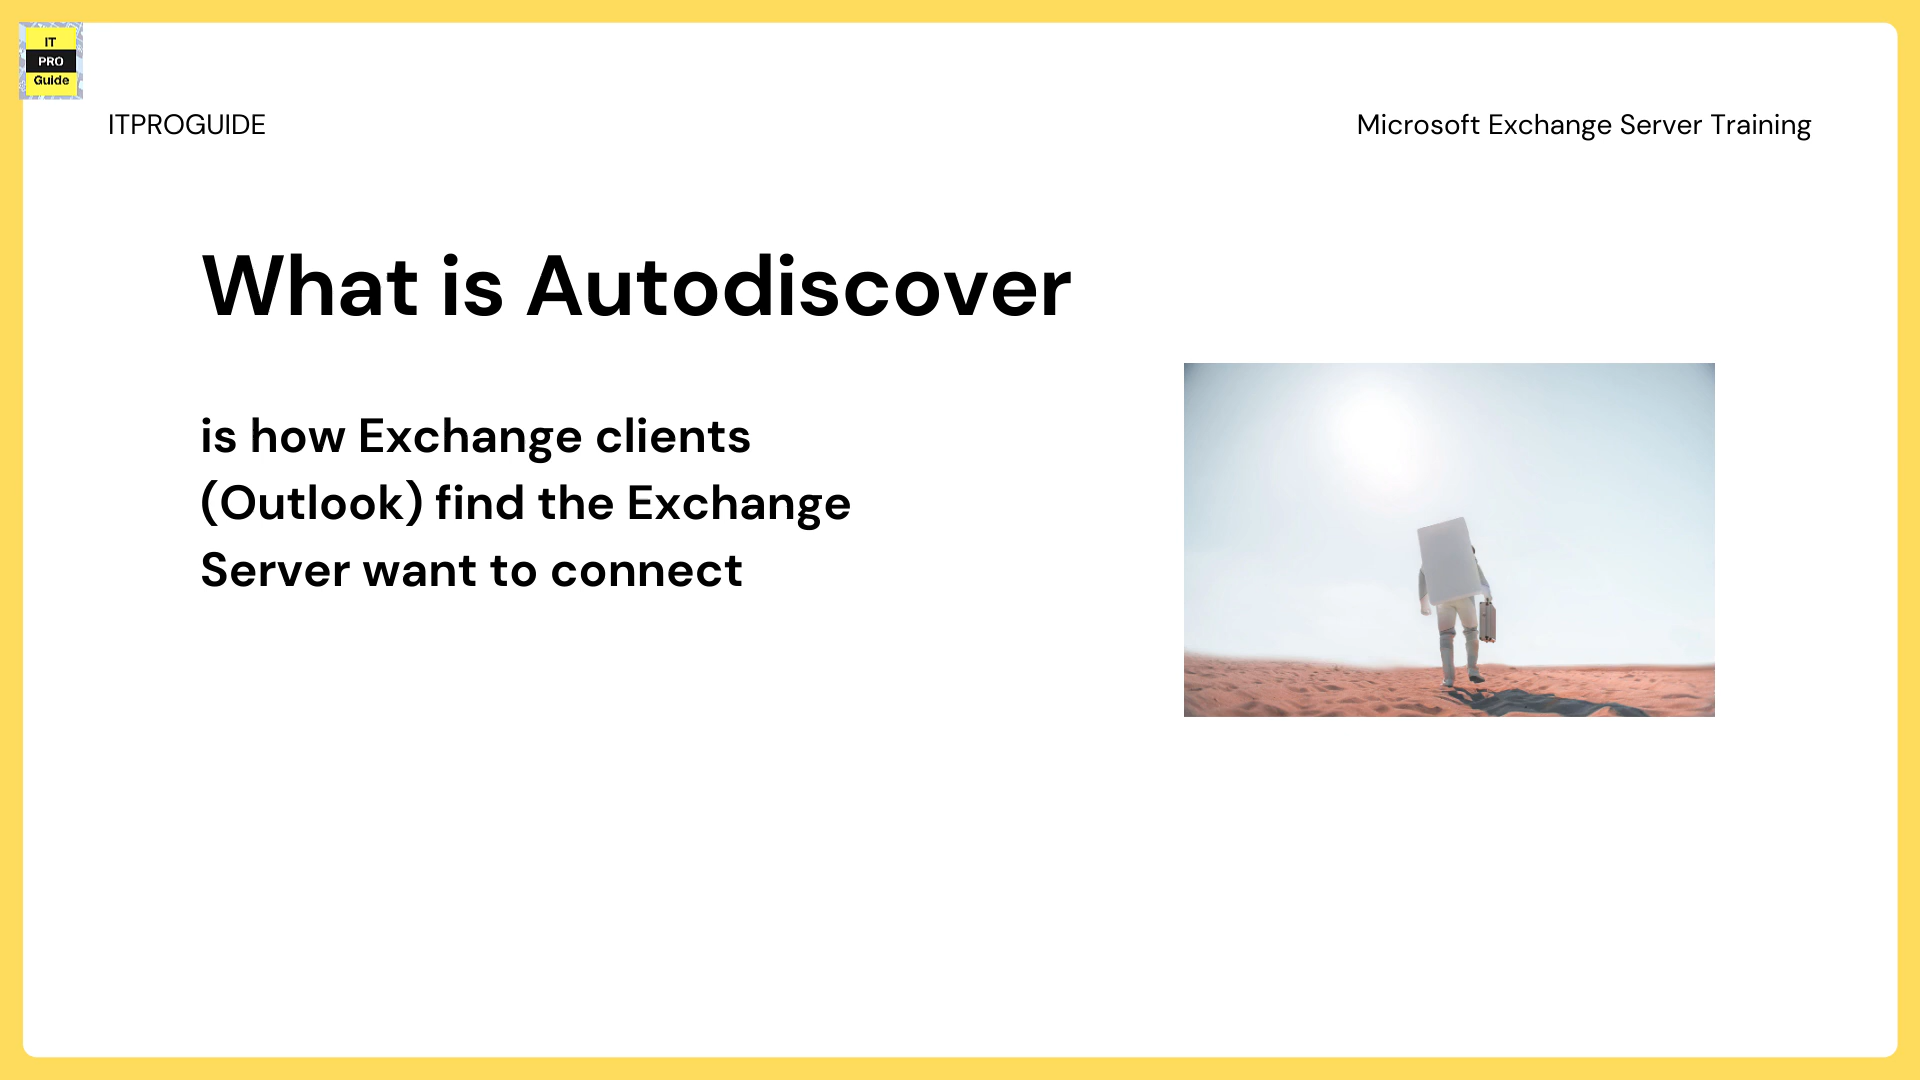 IT
PRO
Guide
ITPROGUIDE
Microsoft Exchange Server Training
What is Autodiscover
is how Exchange clients
(Outlook) find the Exchange
Server want to connect